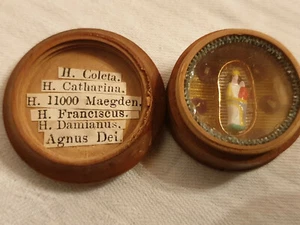 H. Coleta.
H. Catharina.
H. 11000 Maegden.
H. Franciscus.
H. Damianus.
Agnus Dei.